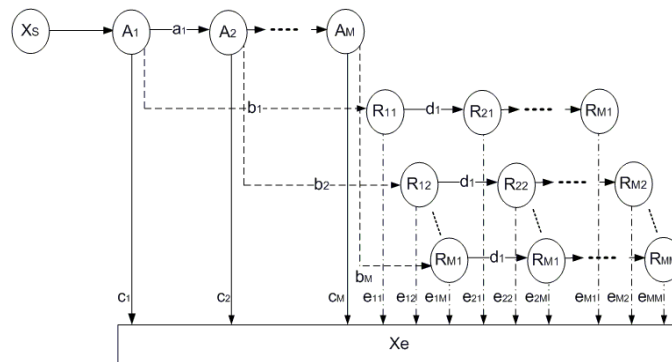 Xs A1 a1 A2 AM
b1 R11 d1 R21 RM1
b2 R12 d1 R22 RM2
bM RM1 d1 RM1 RMM
c1 c2 cM e11 e12 e1M e21 e22 e2M eM1 eM2 eMM
Xe